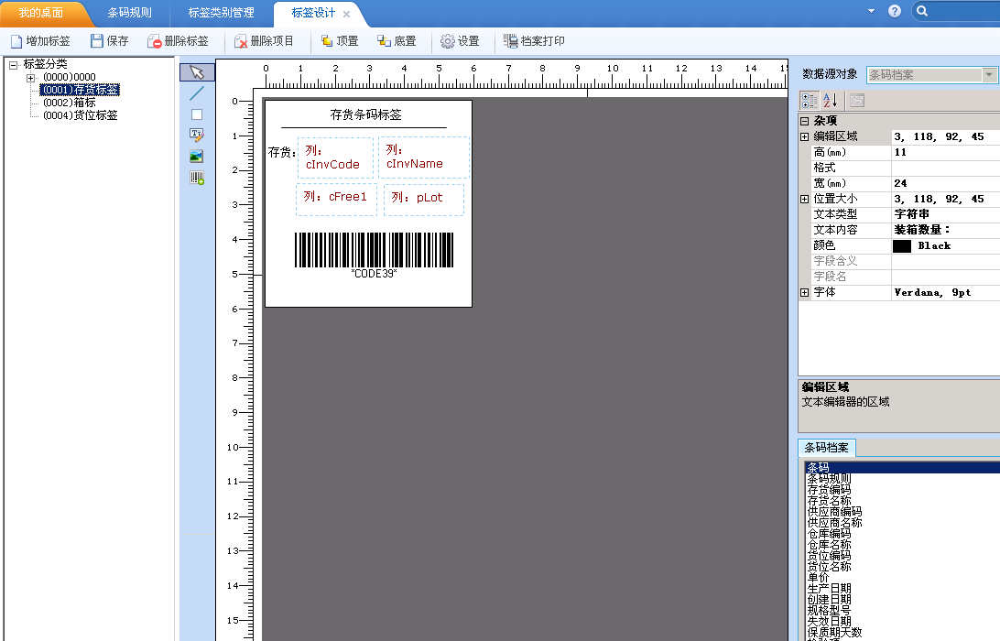 我的桌面 条码规则 标签类别管理 标签设计
增加标签 保存 删除标签 删除项目 顶置 底置 设置 档案打印
标签分类
(0000)0000
(0001)存货标签
(0002)箱标
(0004)货位标签
0 1 2 3 4 5 6 7 8 9 10 11 12 13 14
0
1
2
3
4
5
6
7
8
9
10
11
12
13
14
15
存货条码标签
存货:
列:
cInvCode
列:
cInvName
列: cFree1
列: pLot
*CODE39*
数据源对象 条码档案
杂项
编辑区域 3, 118, 92, 45
高(mm) 11
格式
宽(mm) 24
位置大小 3, 118, 92, 45
文本类型 字符串
文本内容 装箱数量:
颜色 Black
字段含义
字段名
字体 Verdana, 9pt
编辑区域
文本编辑器的区域
条码档案
条码
条码规则
存货编码
存货名称
供应商编码
供应商名称
仓库编码
仓库名称
货位编码
货位名称
单价
生产日期
创建日期
规格型号
失效日期
保质期天数